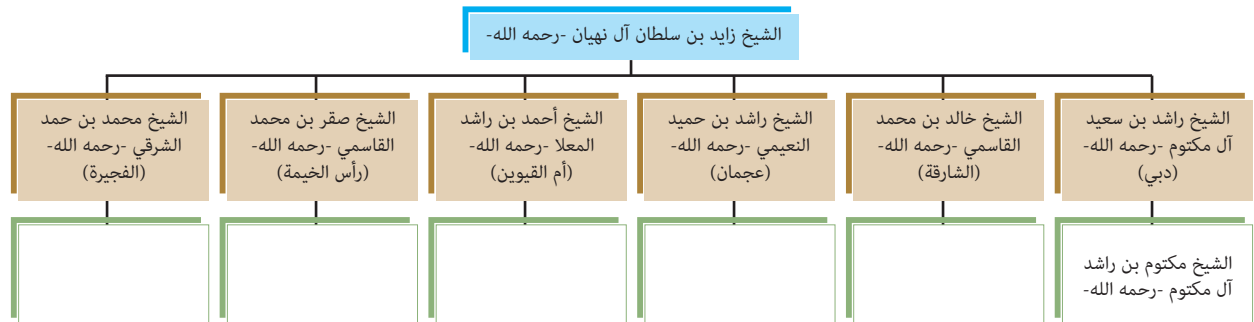 الشيخ زايد بن سلطان آل نهيان -رحمه الله-
الشيخ راشد بن سعيد
آل مكتوم -رحمه الله-
(دبي)
الشيخ خالد بن محمد
القاسمي -رحمه الله-
(الشارقة)
الشيخ راشد بن حميد
النعيمي -رحمه الله-
(عجمان)
الشيخ أحمد بن راشد
المعلا -رحمه الله-
(أم القيوين)
الشيخ صقر بن محمد
القاسمي -رحمه الله-
(رأس الخيمة)
الشيخ محمد بن حمد
الشرقي -رحمه الله-
(الفجيرة)
الشيخ مكتوم بن راشد
آل مكتوم -رحمه الله-